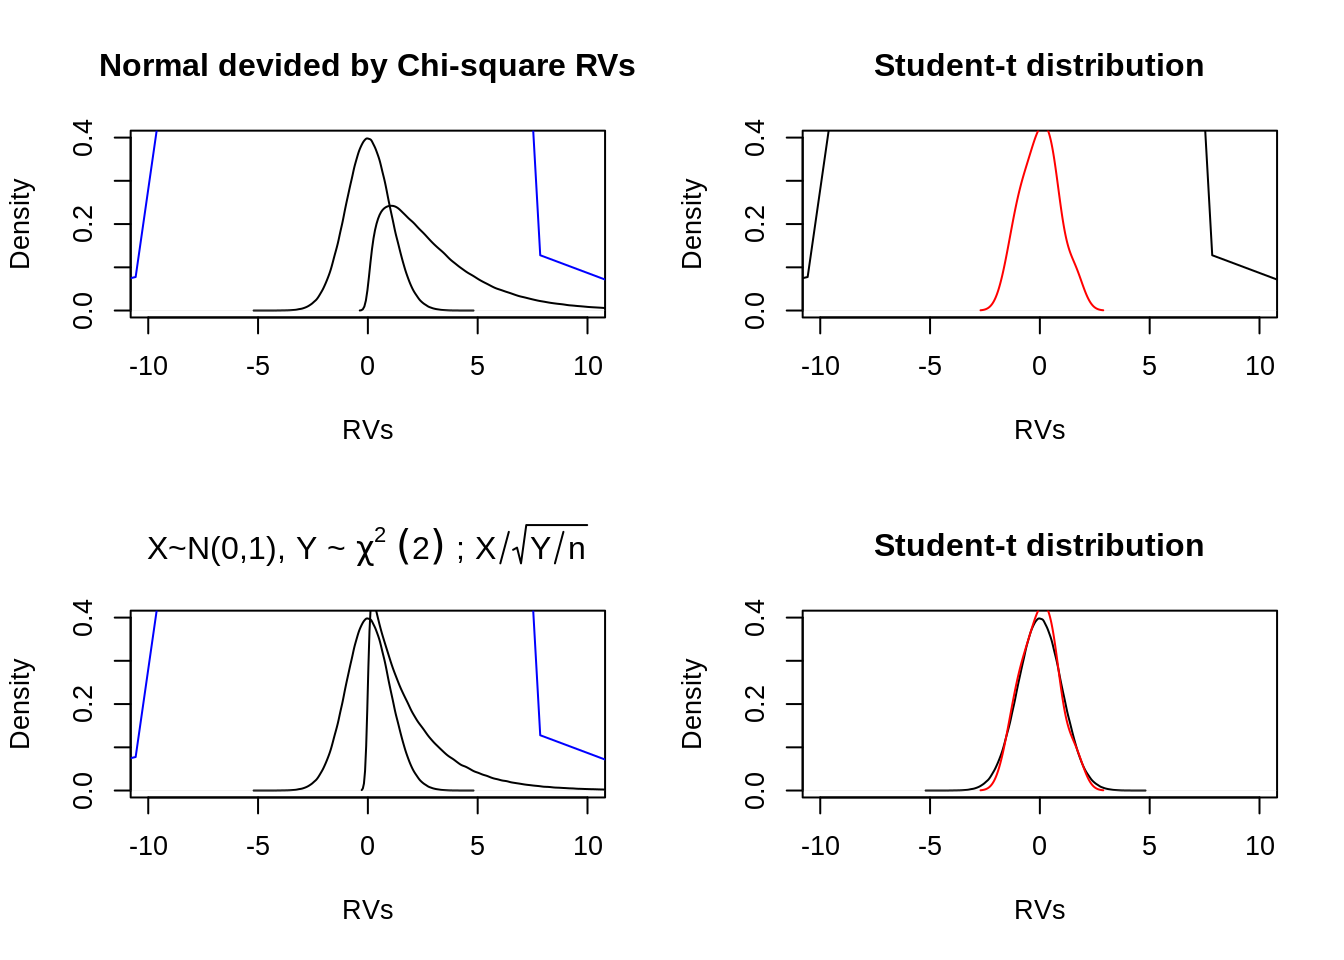 Normal devided by Chi-square RVs
Density
0.0 0.2 0.4
-10 -5 0 5 10
RVs
Student-t distribution
Density
0.0 0.2 0.4
-10 -5 0 5 10
RVs
X~N(0,1), Y ~ χ² (2) ; X/√Y/n
Density
0.0 0.2 0.4
-10 -5 0 5 10
RVs
Student-t distribution
Density
0.0 0.2 0.4
-10 -5 0 5 10
RVs